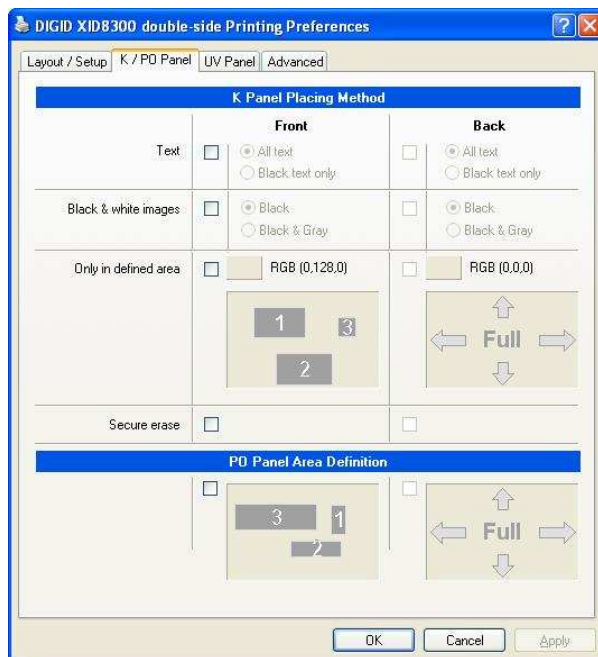 DIGID XID8300 double-side Printing Preferences
Layout / Setup K / PO Panel UV Panel Advanced
K Panel Placing Method
Front Back
Text All text All text
Black text only Black text only
Black & white images Black Black
Black & Gray Black & Gray
Only in defined area RGB (0,128,0) RGB (0,0,0)
1 3
2
Full
Secure erase
PO Panel Area Definition
3 1
2
Full
OK Cancel Apply